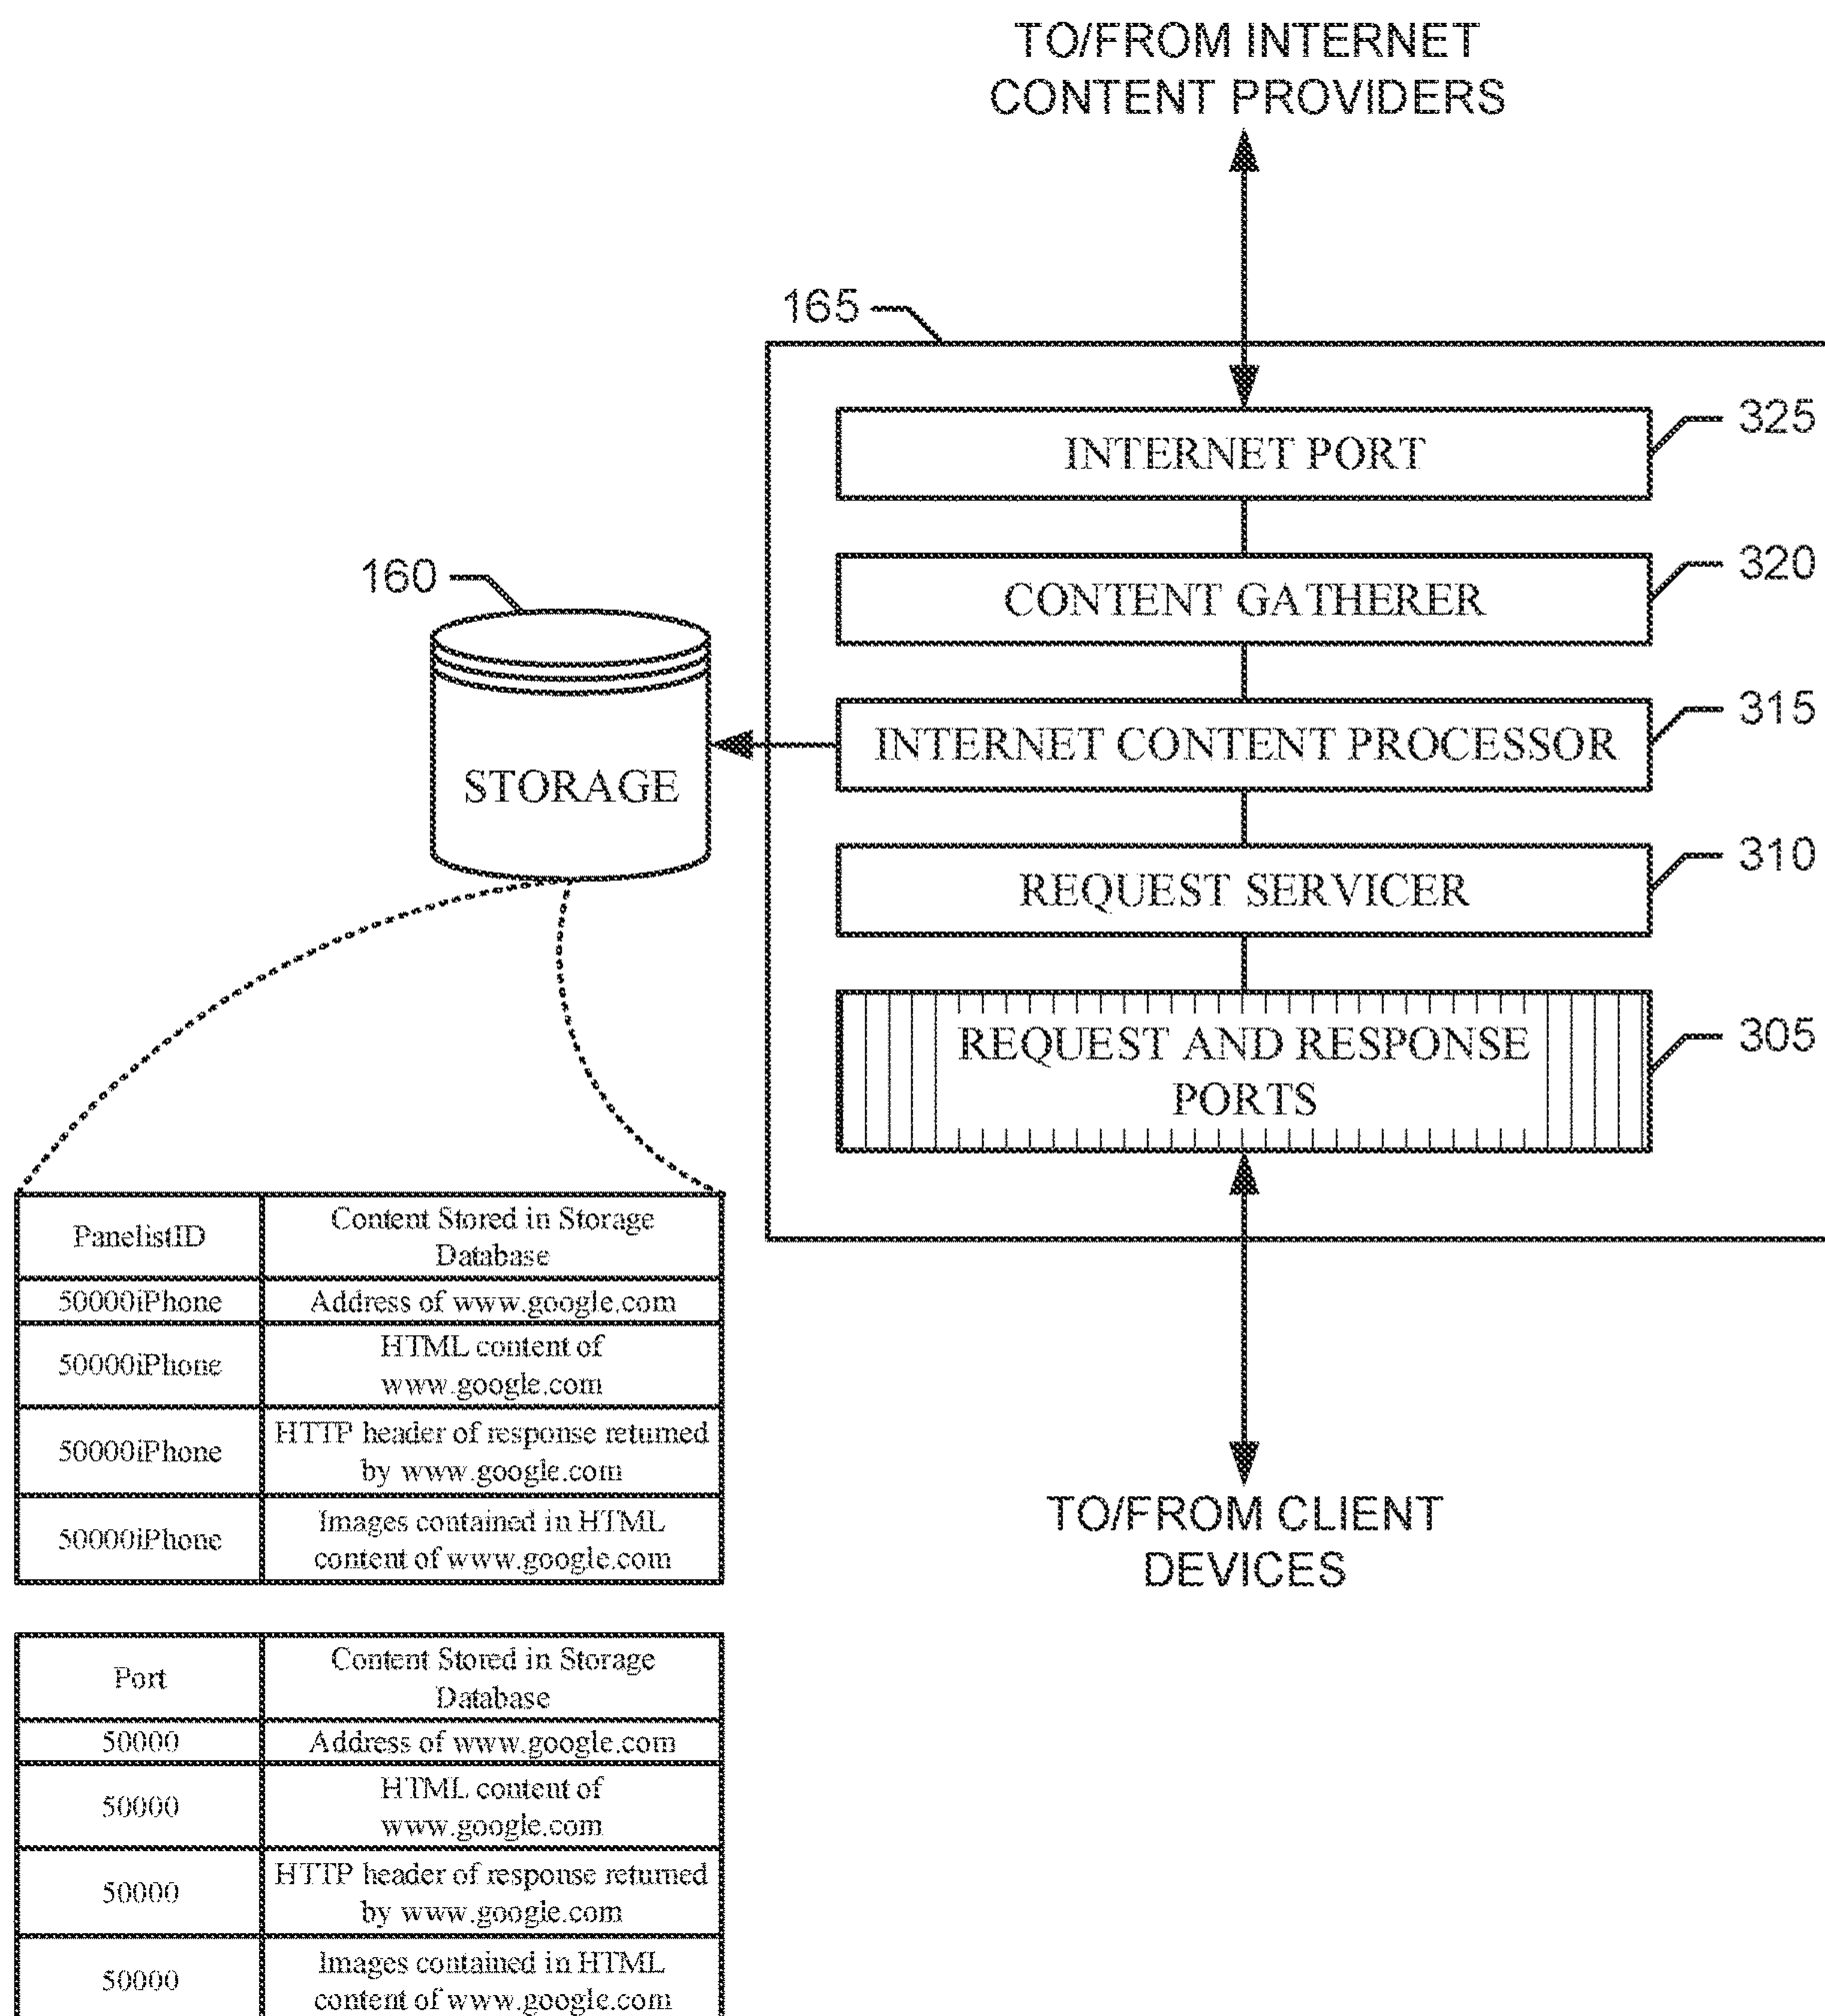 TO/FROM INTERNET
CONTENT PROVIDERS
165
INTERNET PORT
325
CONTENT GATHERER
320
160
STORAGE
INTERNET CONTENT PROCESSOR
315
REQUEST SERVICER
310
REQUEST AND RESPONSE
PORTS
305
TO/FROM CLIENT
DEVICES
PanelistID
Content Stored in Storage
Database
50000iPhone
Address of www.google.com
50000iPhone
HTML content of
www.google.com
50000iPhone
HTTP header of response returned
by www.google.com
50000iPhone
Images contained in HTML
content of www.google.com
Port
Content Stored in Storage
Database
50000
Address of www.google.com
50000
HTML content of
www.google.com
50000
HTTP header of response returned
by www.google.com
50000
Images contained in HTML
content of www.google.com